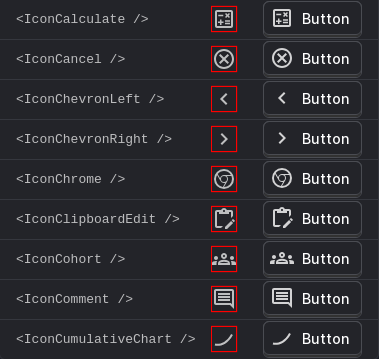 <IconCalculate /> Button
<IconCancel /> Button
<IconChevronLeft /> Button
<IconChevronRight /> Button
<IconChrome /> Button
<IconClipboardEdit /> Button
<IconCohort /> Button
<IconComment /> Button
<IconCumulativeChart /> Button